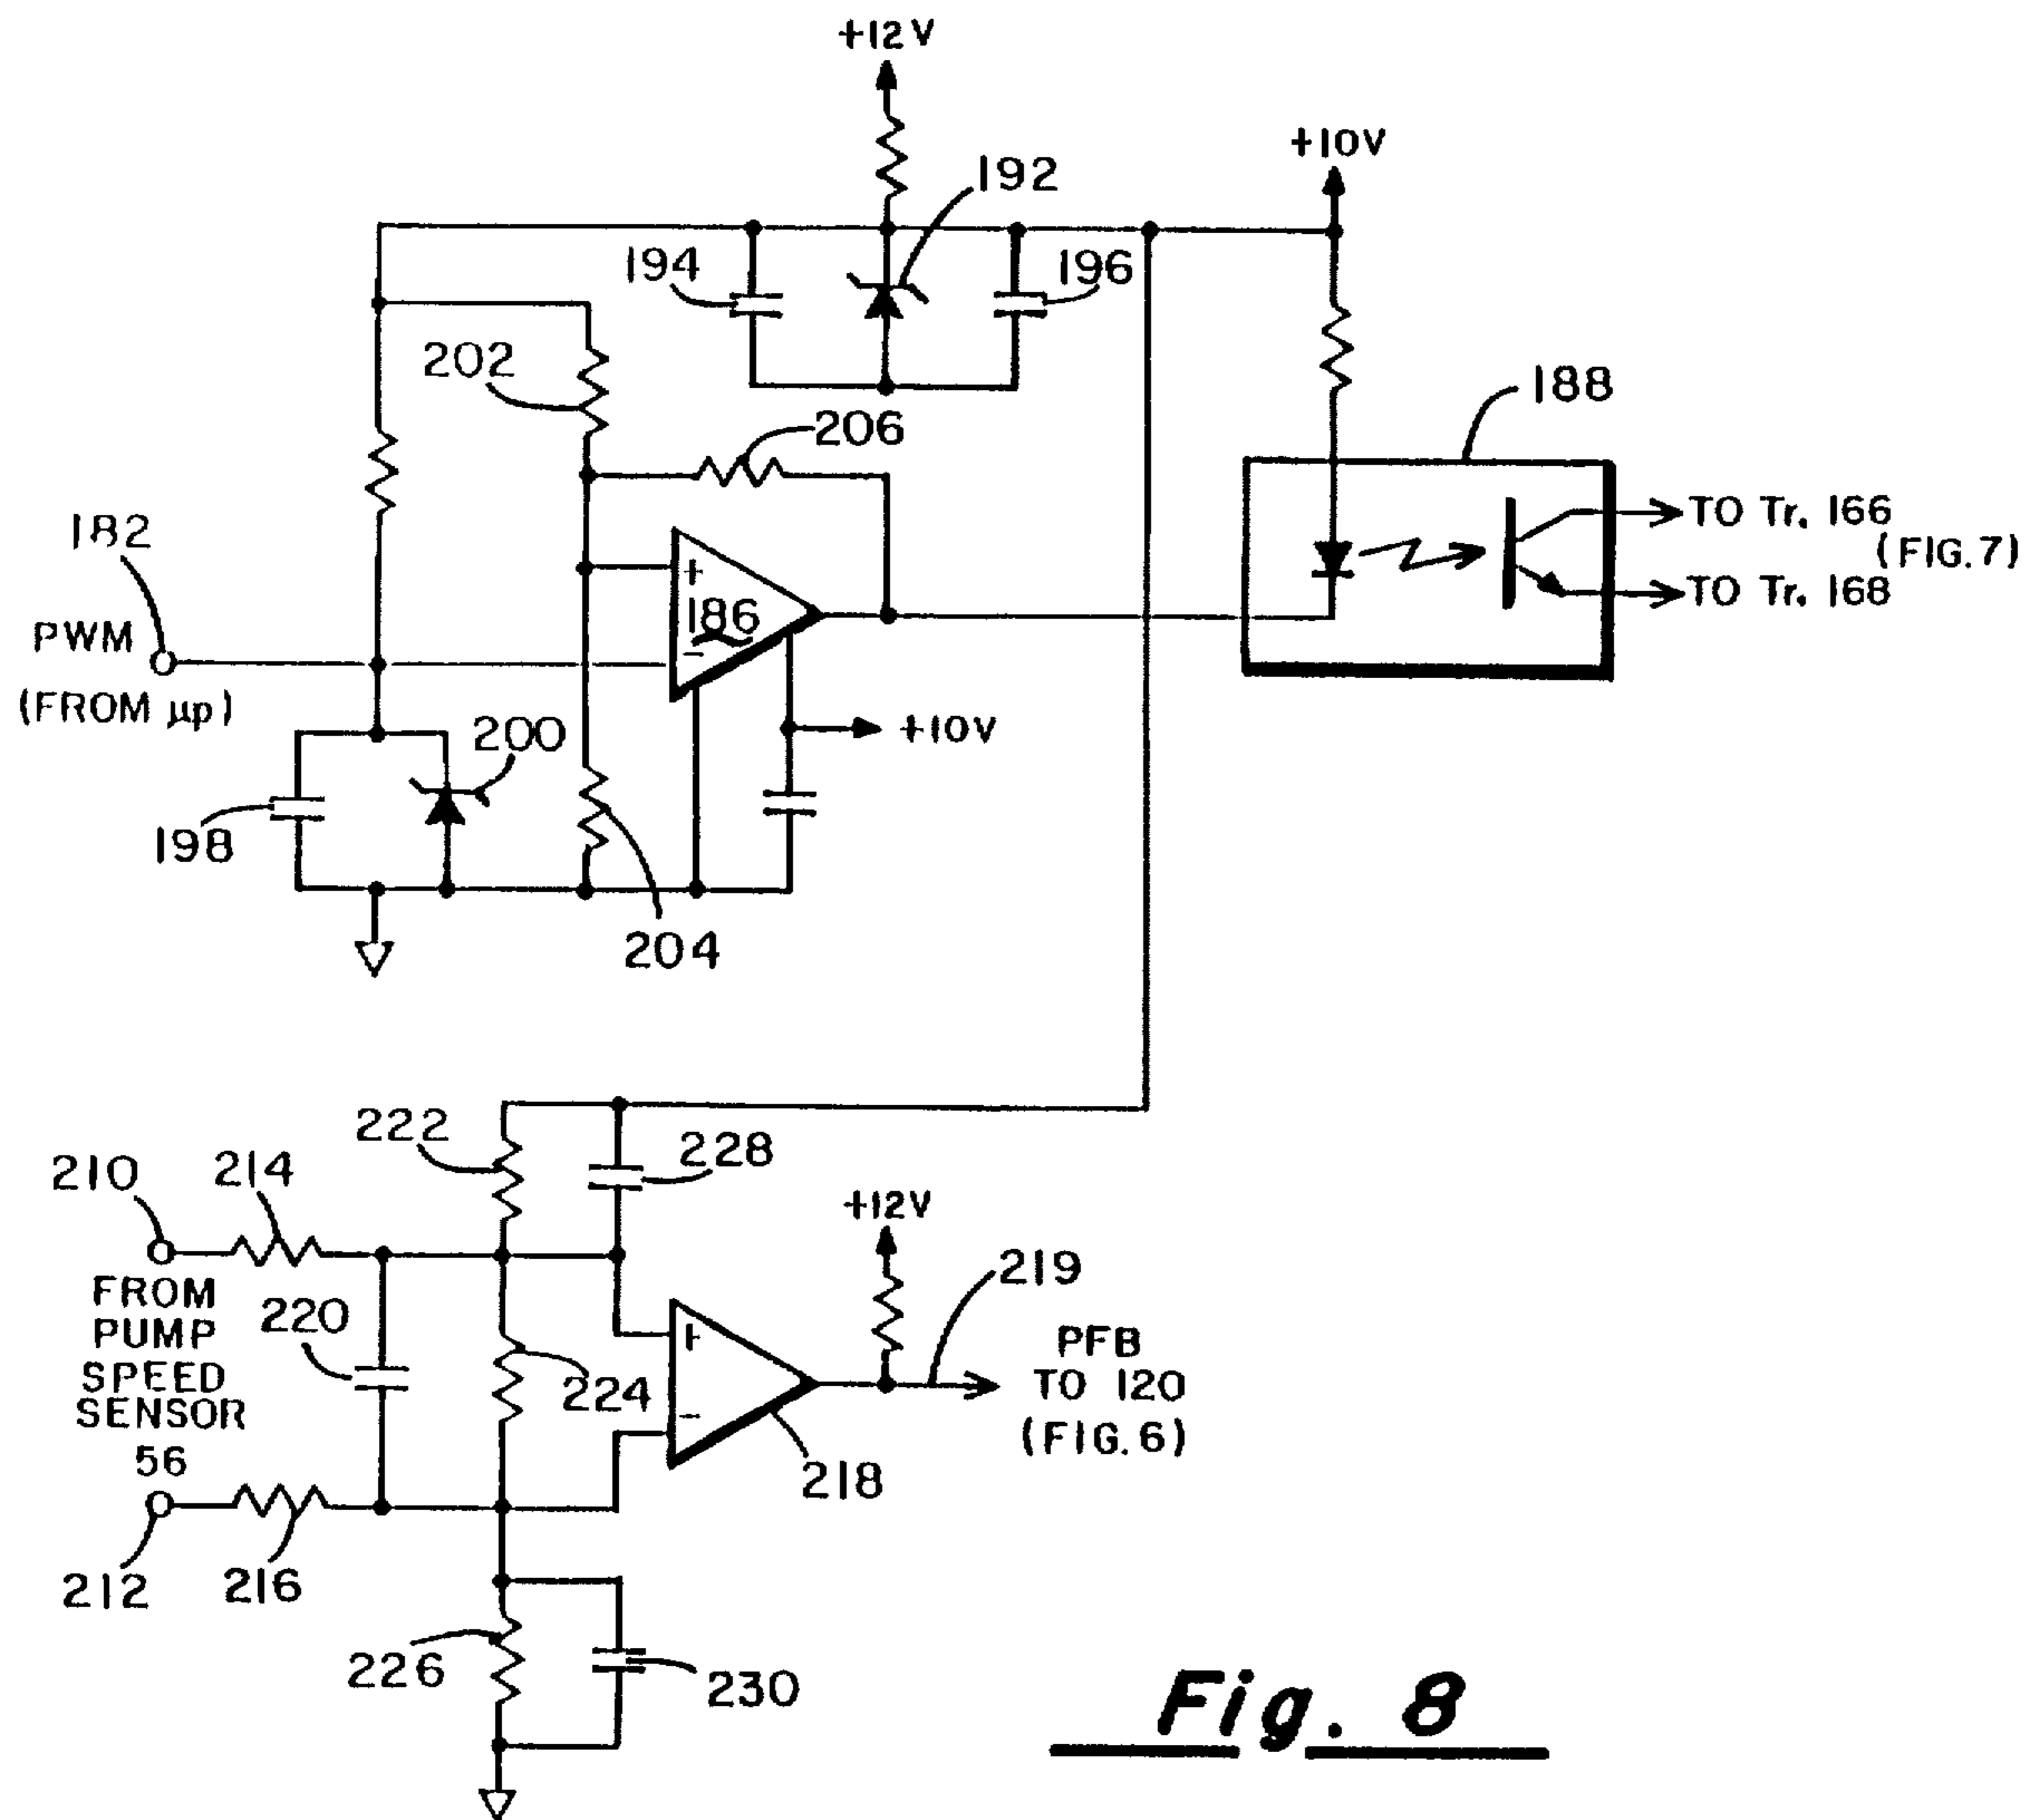 +12V
+10V
192
194
196
202
206
188
182
TO Tr. 166
(FIG. 7)
TO Tr. 168
+
186
-
PWM
(FROM µp)
200
+10V
198
204
222
228
210
214
+12V
219
FROM
PUMP
SPEED
SENSOR
56
220
+
-
224
PFB
TO 120
(FIG. 6)
218
212
216
226
230
Fig. 8